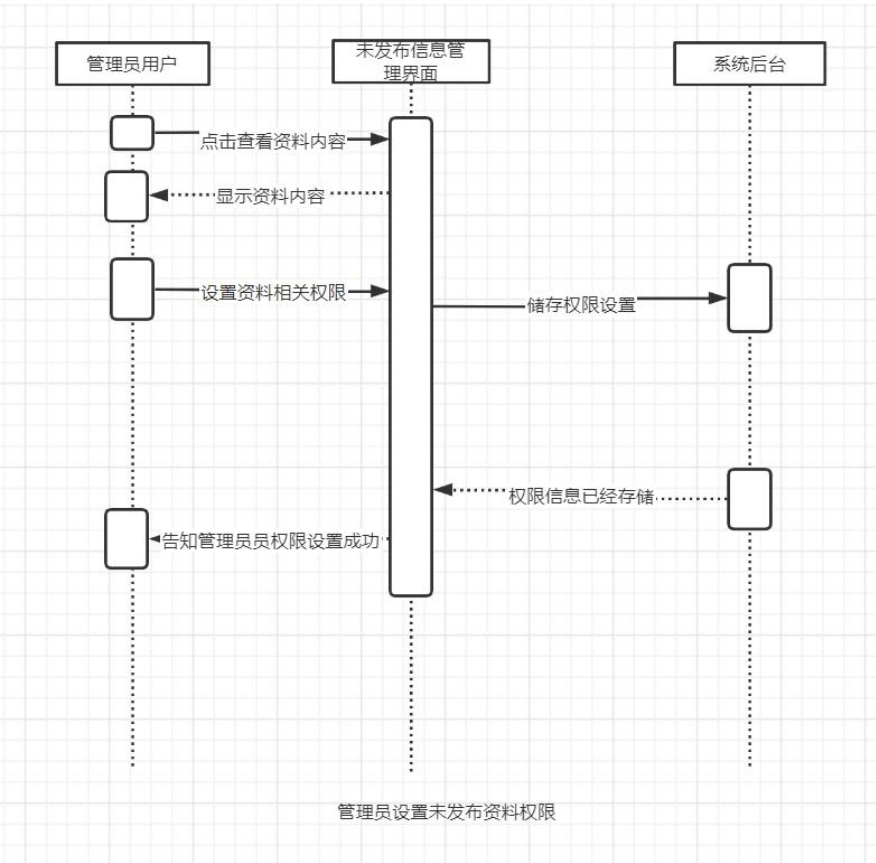 管理员用户
未发布信息管
理界面
系统后台
点击查看资料内容
显示资料内容
设置资料相关权限
储存权限设置
权限信息已经存储
告知管理员员权限设置成功
管理员设置未发布资料权限